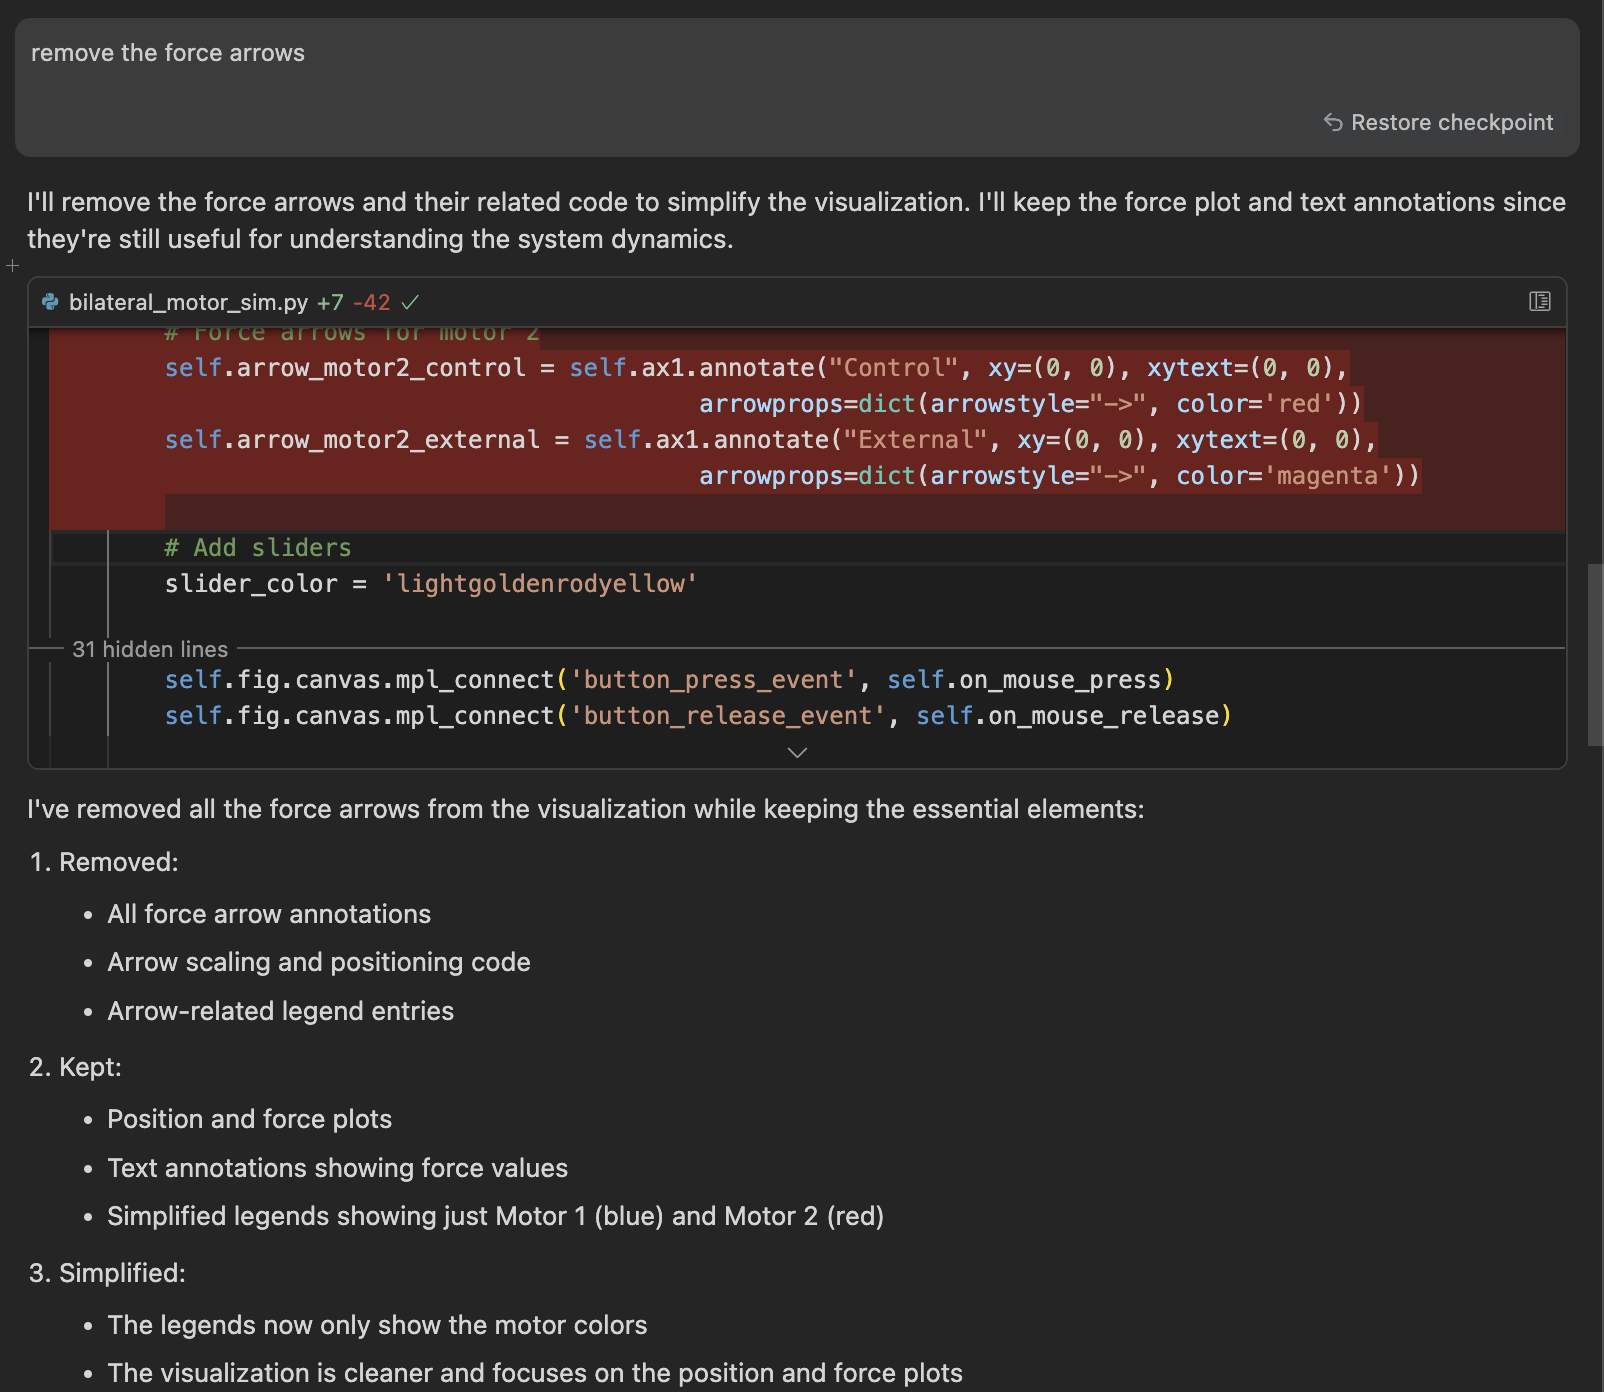 remove the force arrows
Restore checkpoint
I'll remove the force arrows and their related code to simplify the visualization. I'll keep the force plot and text annotations since
they're still useful for understanding the system dynamics.
bilateral_motor_sim.py +7 -42
# Force arrows for motor 2
self.arrow_motor2_control = self.ax1.annotate("Control", xy=(0, 0), xytext=(0, 0),
arrowprops=dict(arrowstyle="->", color='red'))
self.arrow_motor2_external = self.ax1.annotate("External", xy=(0, 0), xytext=(0, 0),
arrowprops=dict(arrowstyle="->", color='magenta'))
# Add sliders
slider_color = 'lightgoldenrodyellow'
31 hidden lines
self.fig.canvas.mpl_connect('button_press_event', self.on_mouse_press)
self.fig.canvas.mpl_connect('button_release_event', self.on_mouse_release)
I've removed all the force arrows from the visualization while keeping the essential elements:
1. Removed:
• All force arrow annotations
• Arrow scaling and positioning code
• Arrow-related legend entries
2. Kept:
• Position and force plots
• Text annotations showing force values
• Simplified legends showing just Motor 1 (blue) and Motor 2 (red)
3. Simplified:
• The legends now only show the motor colors
• The visualization is cleaner and focuses on the position and force plots